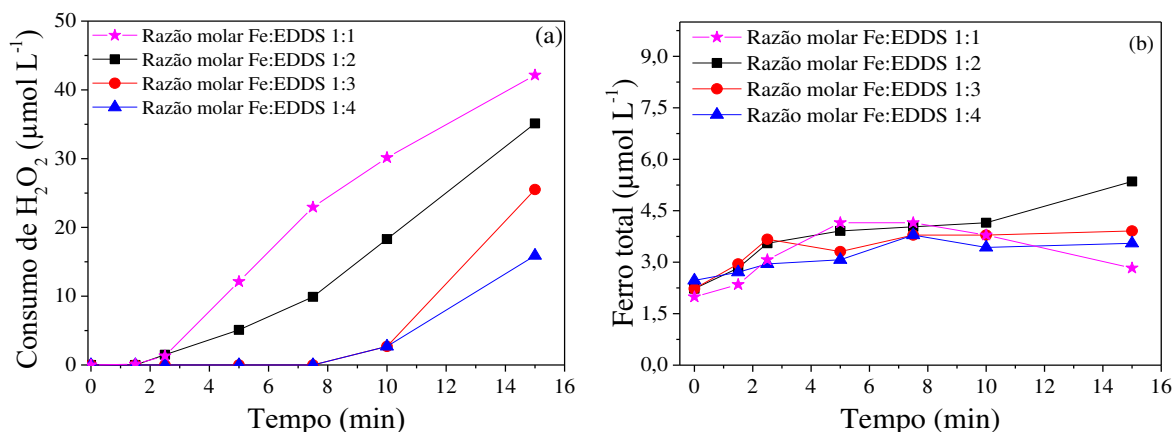 (a)
Razão molar Fe:EDDS 1:1
Razão molar Fe:EDDS 1:2
Razão molar Fe:EDDS 1:3
Razão molar Fe:EDDS 1:4
Consumo de H₂O₂ (μmol L⁻¹)
50
40
30
20
10
0
0 2 4 6 8 10 12 14 16
Tempo (min)
(b)
Razão molar Fe:EDDS 1:1
Razão molar Fe:EDDS 1:2
Razão molar Fe:EDDS 1:3
Razão molar Fe:EDDS 1:4
Ferro total (μmol L⁻¹)
9,0
7,5
6,0
4,5
3,0
1,5
0,0
0 2 4 6 8 10 12 14 16
Tempo (min)